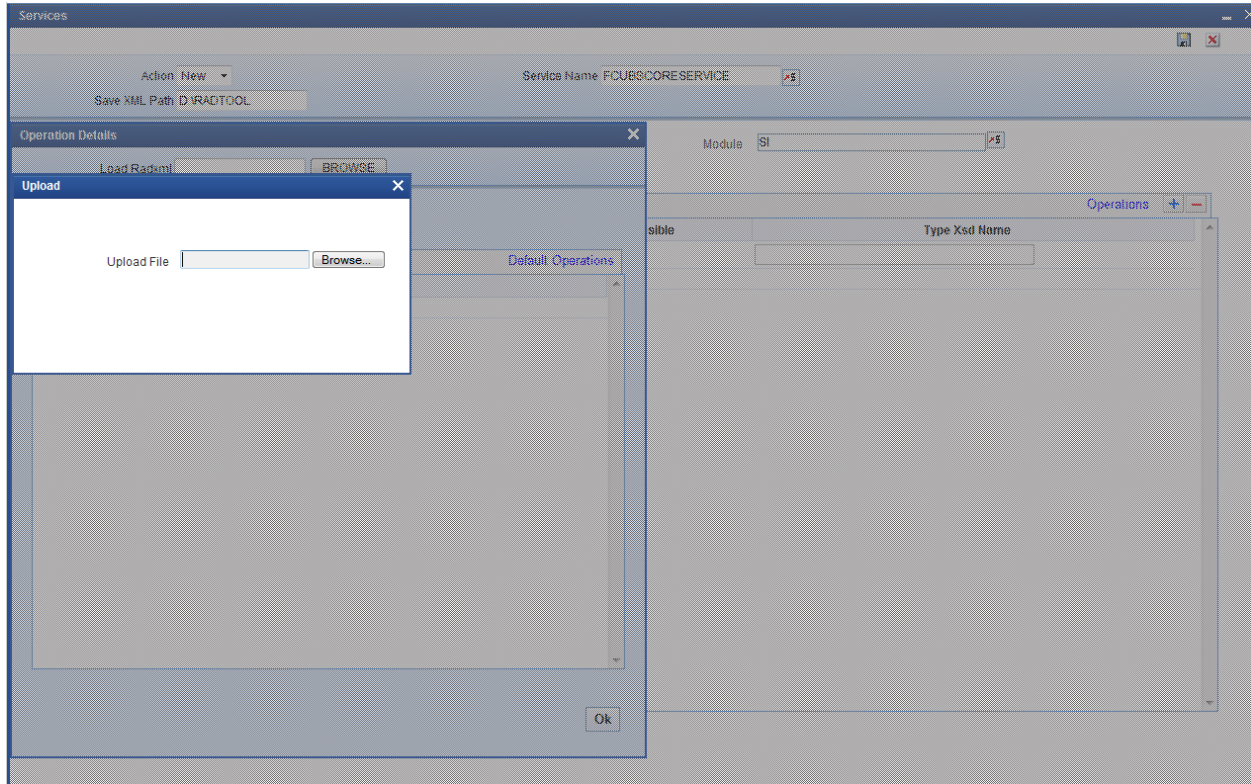 Services
Action New
Service Name FCUBSCORESERVICE
Save XML Path D:\RADTOOL
Operation Details
Module SI
Load Radxml BROWSE
Upload
Operations
sible Type Xsd Name
Upload File Browse...
Default Operations
Ok